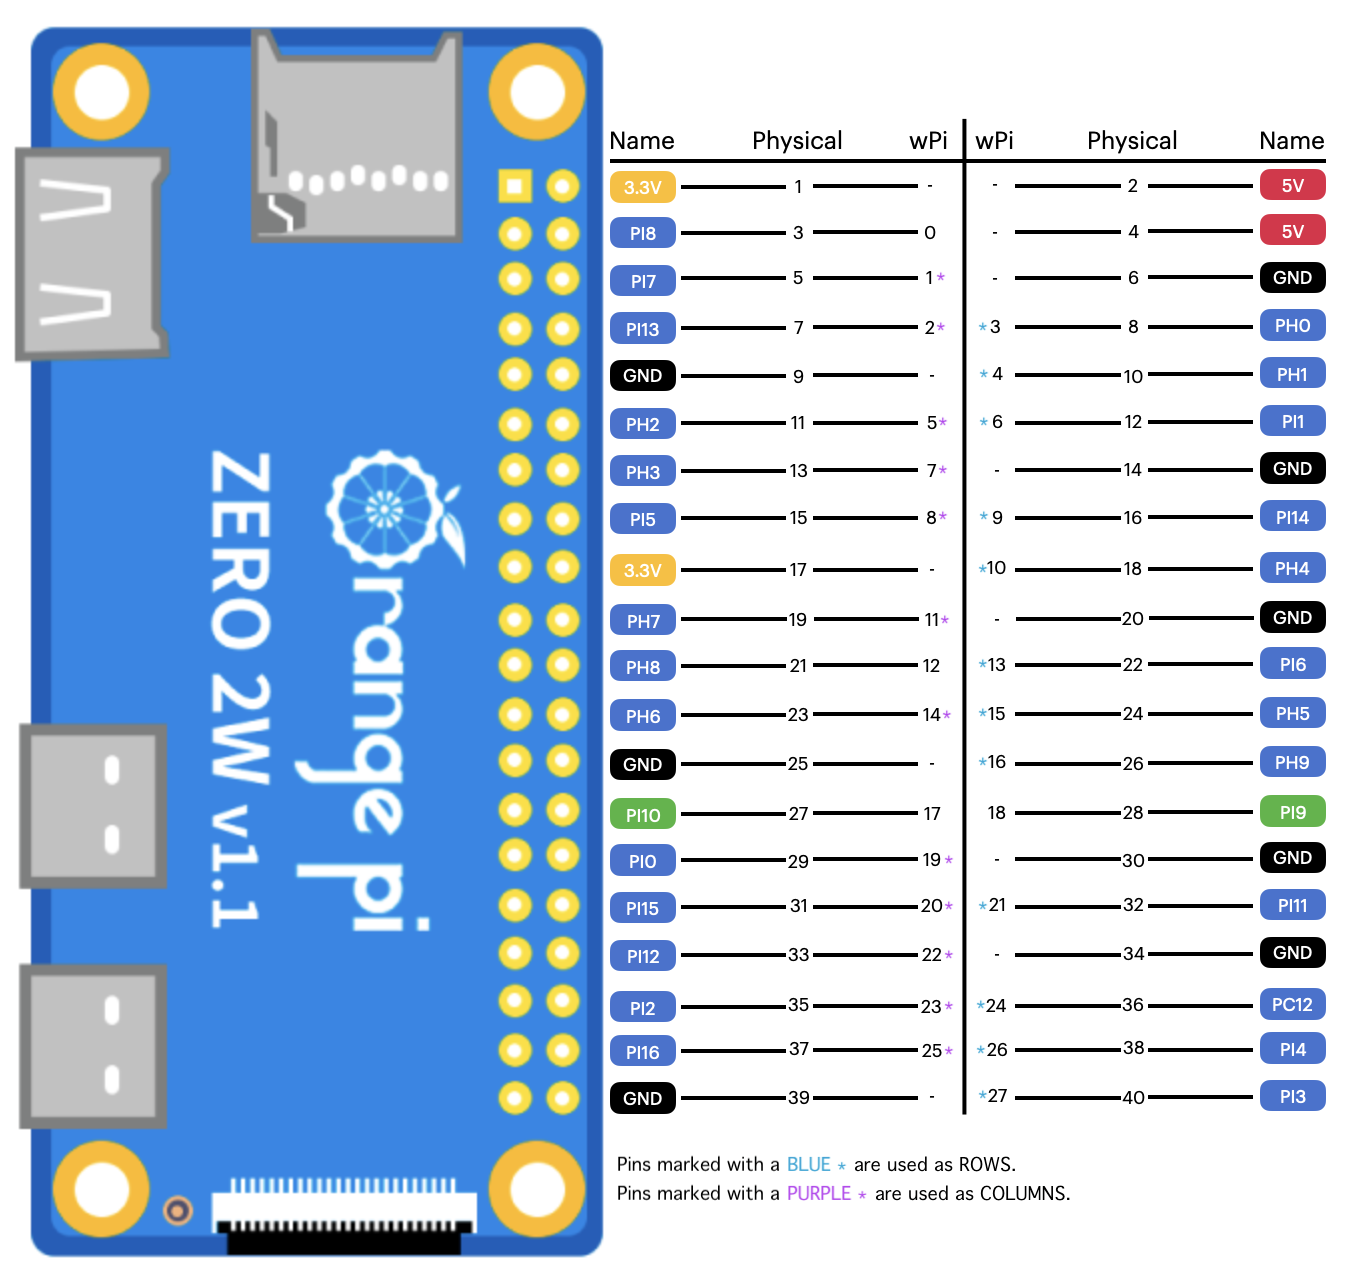 orange pi
ZERO 2W v1.1
Name Physical wPi wPi Physical Name
3.3V 1 - - 2 5V
PI8 3 0 - 4 5V
PI7 5 1* - 6 GND
PI13 7 2* *3 8 PH0
GND 9 - *4 10 PH1
PH2 11 5* *6 12 PI1
PH3 13 7* - 14 GND
PI5 15 8* *9 16 PI14
3.3V 17 - *10 18 PH4
PH7 19 11* - 20 GND
PH8 21 12 *13 22 PI6
PH6 23 14* *15 24 PH5
GND 25 - *16 26 PH9
PI10 27 17 18 28 PI9
PI0 29 19* - 30 GND
PI15 31 20* *21 32 PI11
PI12 33 22* - 34 GND
PI2 35 23* *24 36 PC12
PI16 37 25* *26 38 PI4
GND 39 - *27 40 PI3
Pins marked with a BLUE * are used as ROWS.
Pins marked with a PURPLE * are used as COLUMNS.